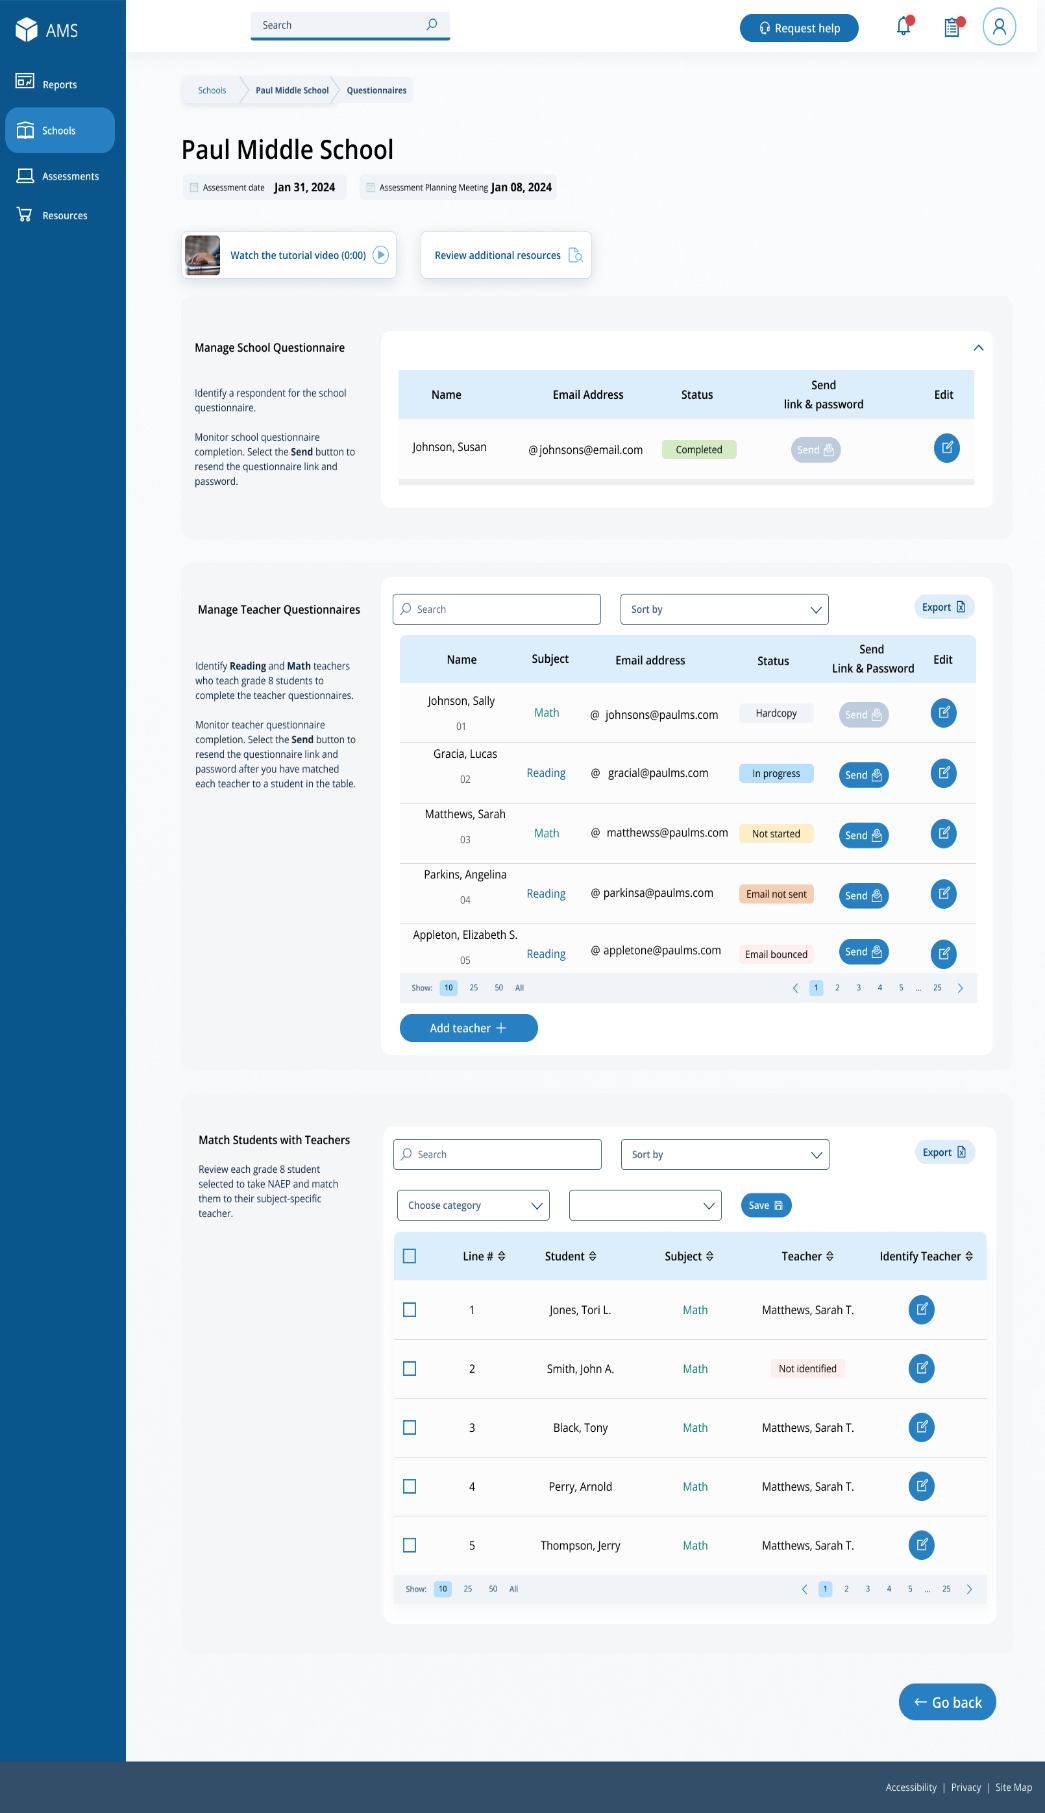 AMS
Search
Request help
Reports
Schools
Assessments
Resources
Schools
Paul Middle School
Questionnaires
Paul Middle School
Assessment date Jan 31, 2024
Assessment Planning Meeting Jan 08, 2024
Watch the tutorial video (0:00)
Review additional resources
Manage School Questionnaire
Identify a respondent for the school
questionnaire.
Monitor school questionnaire
completion. Select the Send button to
resend the questionnaire link and
password.
Name Email Address Status Send link & password Edit
Johnson, Susan @johnsons@email.com Completed Send
Manage Teacher Questionnaires
Identify Reading and Math teachers
who teach grade 8 students to
complete the teacher questionnaires.
Monitor teacher questionnaire
completion. Select the Send button to
resend the questionnaire link and
password after you have matched
each teacher to a student in the table.
Search
Sort by
Export
Name Subject Email address Status Send Link & Password Edit
Johnson, Sally
01
Math @ johnsons@paulms.com Hardcopy Send
Gracia, Lucas
02
Reading @ gracial@paulms.com In progress Send
Matthews, Sarah
03
Math @ matthewss@paulms.com Not started Send
Parkins, Angelina
04
Reading @ parkinsa@paulms.com Email not sent Send
Appleton, Elizabeth S.
05
Reading @ appletone@paulms.com Email bounced Send
Show: 10 25 50 All
1 2 3 4 5 ... 25
Add teacher
Match Students with Teachers
Review each grade 8 student
selected to take NAEP and match
them to their subject-specific
teacher.
Search
Sort by
Export
Choose category
Save
Line # Student Subject Teacher Identify Teacher
1 Jones, Tori L. Math Matthews, Sarah T.
2 Smith, John A. Math Not identified
3 Black, Tony Math Matthews, Sarah T.
4 Perry, Arnold Math Matthews, Sarah T.
5 Thompson, Jerry Math Matthews, Sarah T.
Show: 10 25 50 All
1 2 3 4 5 ... 25
Go back
Accessibility | Privacy | Site Map